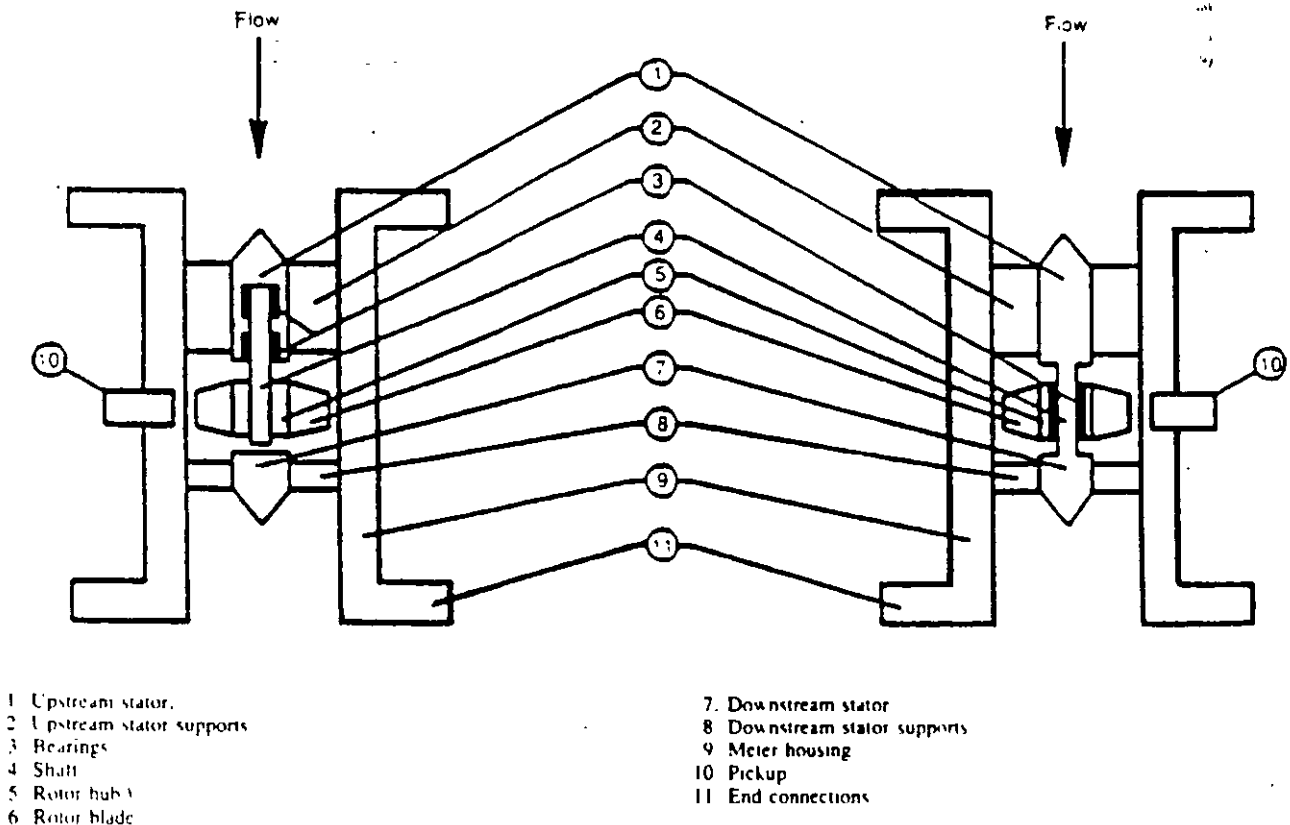 Flow
Flow
1
2
3
4
5
6
7
8
9
10
10
11
1 Upstream stator.
2 Upstream stator supports
3 Bearings
4 Shaft
5 Rotor hub
6 Rotor blade
7. Downstream stator
8 Downstream stator supports
9 Meter housing
10 Pickup
11 End connections